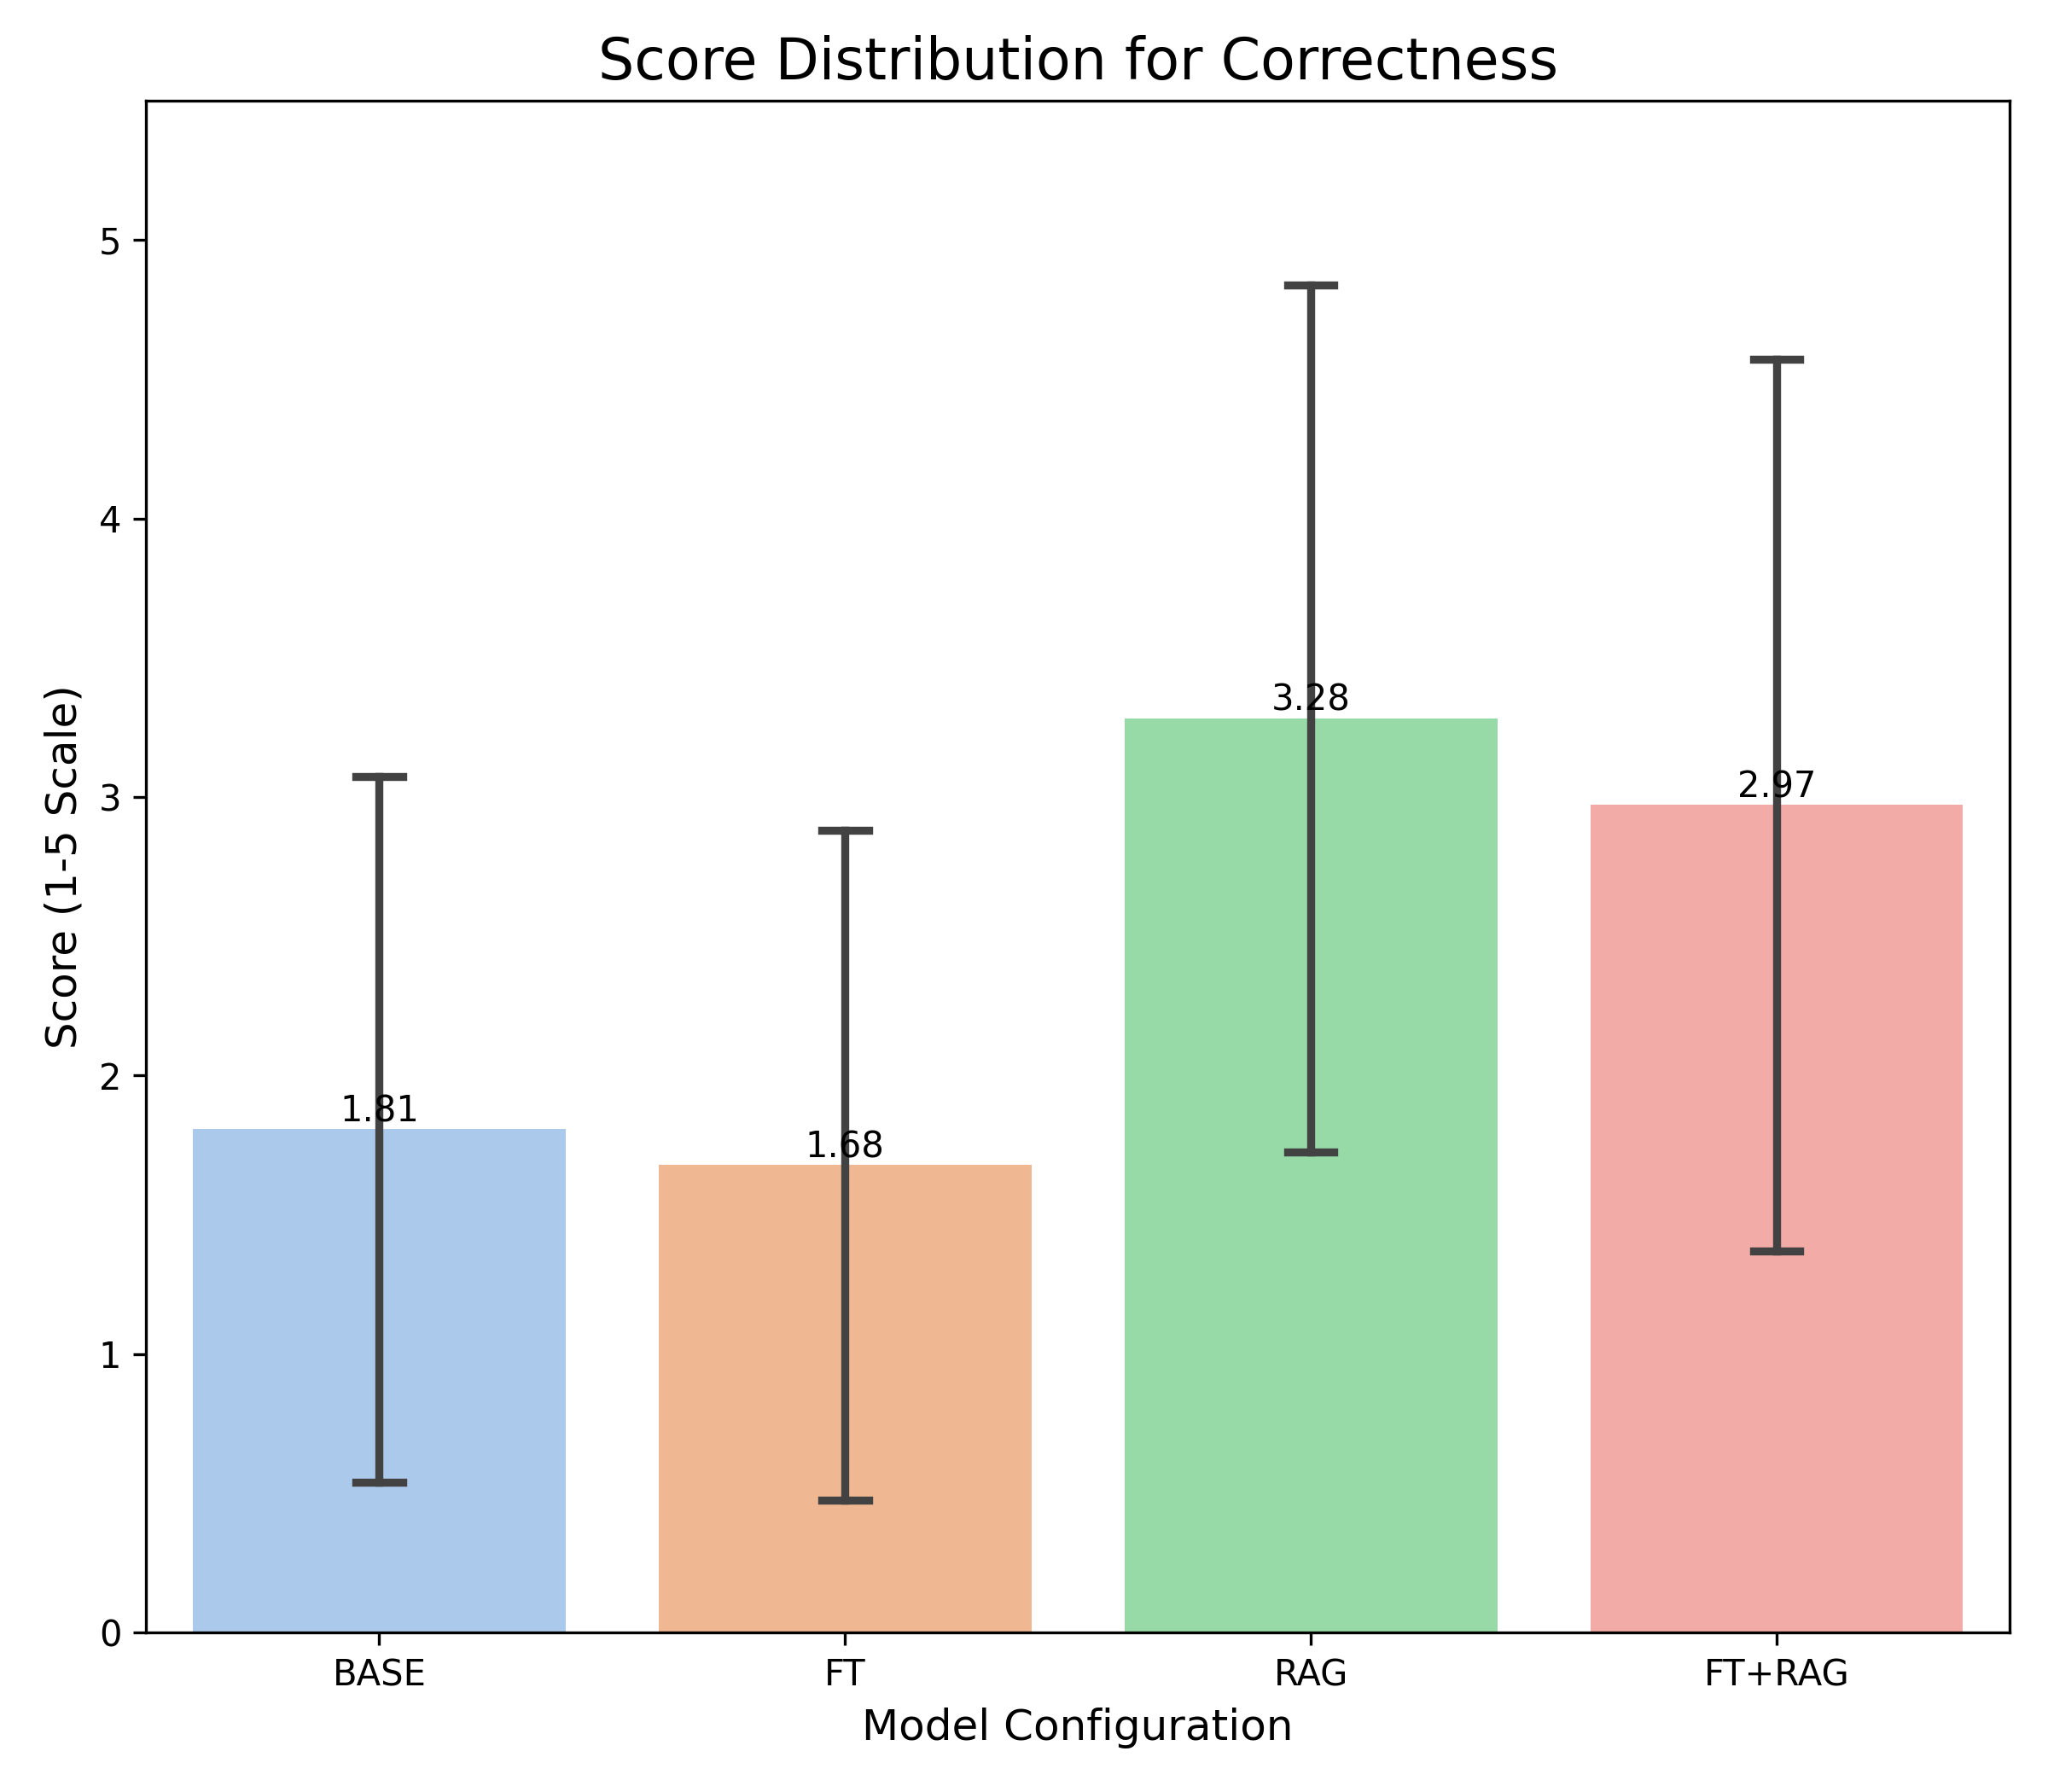 Score Distribution for Correctness
Score (1-5 Scale)
5
4
3
2
1
0
1.81
1.68
3.28
2.97
BASE
FT
RAG
FT+RAG
Model Configuration